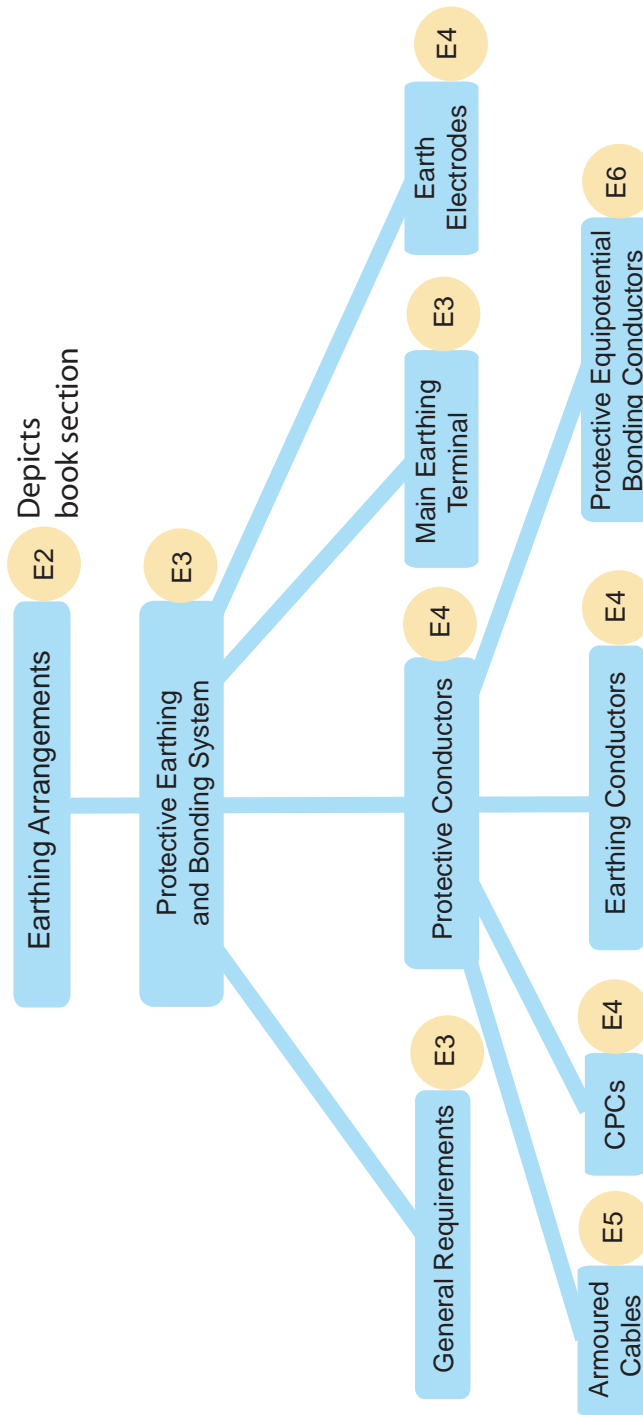 Earthing Arrangements
E2
Depicts
book section
Protective Earthing
and Bonding System
E3
General Requirements
E3
Protective Conductors
E4
Main Earthing
Terminal
E3
Earth
Electrodes
E4
Armoured
Cables
E5
CPCs
E4
Earthing Conductors
E4
Protective Equipotential
Bonding Conductors
E6